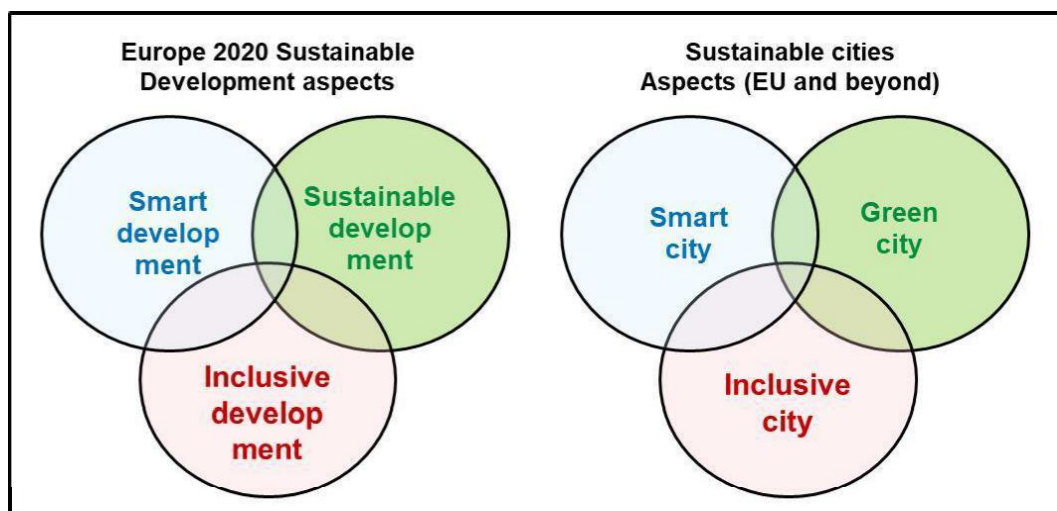 Europe 2020 Sustainable
Development aspects
Smart
develop
ment
Sustainable
develop
ment
Inclusive
develop
ment
Sustainable cities
Aspects (EU and beyond)
Smart
city
Green
city
Inclusive
city